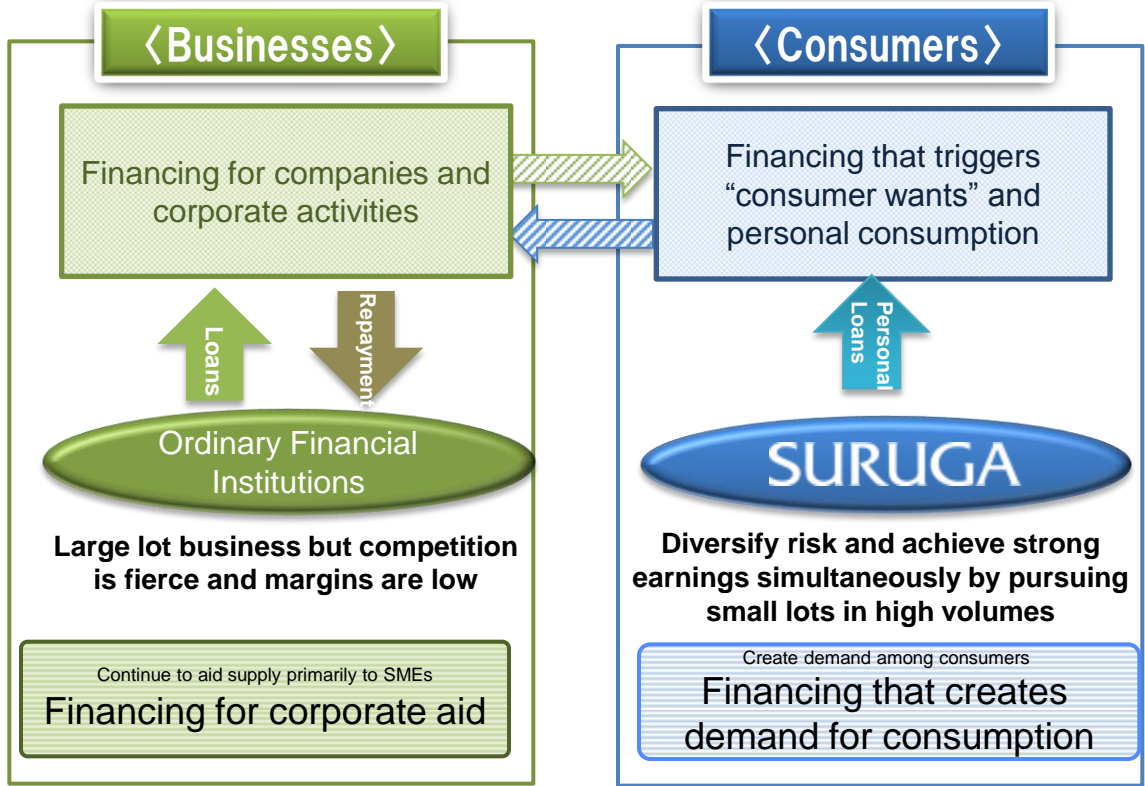 〈Businesses〉
Financing for companies and
corporate activities
Loans
Repayment
Ordinary Financial
Institutions
Large lot business but competition
is fierce and margins are low
Continue to aid supply primarily to SMEs
Financing for corporate aid
〈Consumers〉
Financing that triggers
“consumer wants” and
personal consumption
Personal
Loans
SURUGA
Diversify risk and achieve strong
earnings simultaneously by pursuing
small lots in high volumes
Create demand among consumers
Financing that creates
demand for consumption